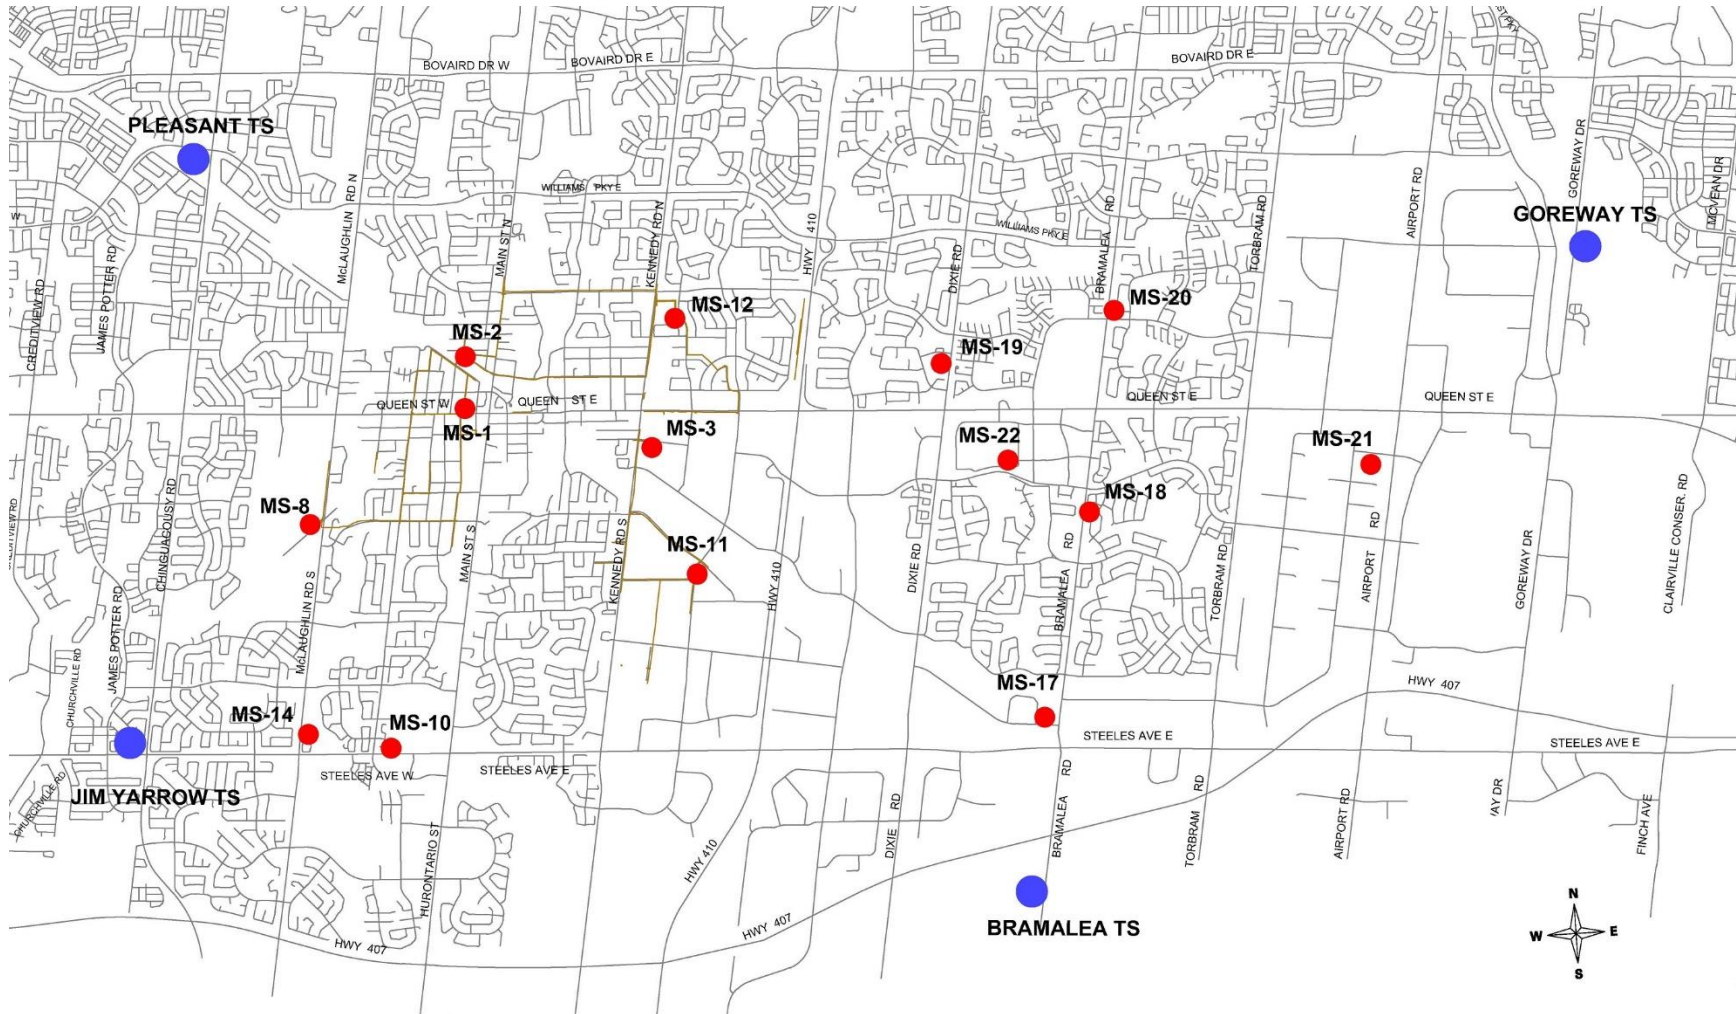 BOVAIRD DR W
BOVAIRD DR E
BOVAIRD DR E
PLEASANT TS
GOREWAY DR
McVEAN DR
WILLIAMS PKY E
McLAUGHLIN RD N
MAIN ST N
KENNEDY RD N
HWY 410
WILLIAMS PKY E
BRAMALEA RD
TORBRAM RD
AIRPORT RD
GOREWAY TS
W
CREDITVIEW RD
JAMES POTTER RD
DIXIE RD
MS-12
MS-20
MS-2
MS-19
QUEEN ST W
QUEEN ST E
QUEEN ST E
QUEEN ST E
MS-1
MS-3
MS-22
MS-21
MS-8
MS-18
CHINGUACOUSY RD
MAIN ST S
MS-11
KENNEDY RD S
HWY 410
DIXIE RD
BRAMALEA RD
TORBRAM RD
AIRPORT RD
GOREWAY DR
CLAIRVILLE CONSER. RD
CHURCHVILLE RD
JAMES POTTER RD
McLAUGHLIN RD S
MS-17
HWY 407
MS-14
MS-10
STEELES AVE E
STEELES AVE E
STEELES AVE W
STEELES AVE E
JIM YARROW TS
CHURCHVILLE RD
HURONTARIO ST
HWY 410
DIXIE RD
BRAMALEA RD
TORBRAM RD
AIRPORT RD
AY DR
FINCH AVE
BRAMALEA TS
HWY 407
HWY 407
N
W E
S